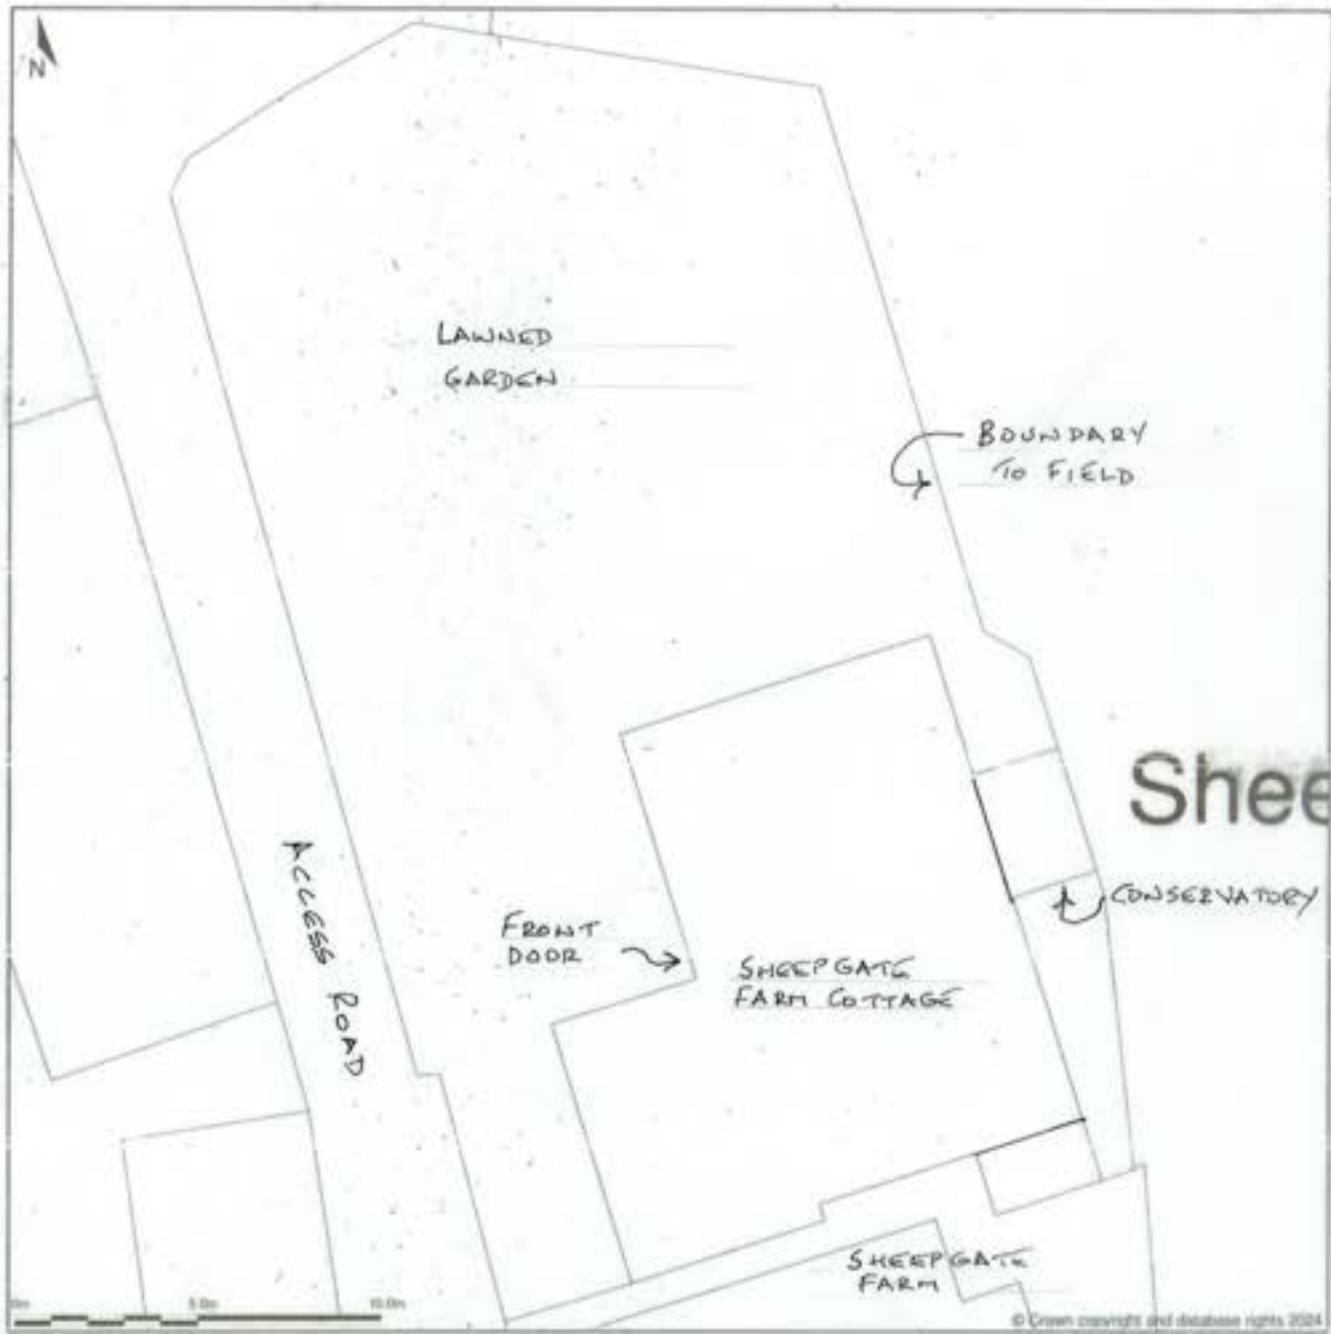 N
LAWNED
GARDEN
BOUNDARY
TO FIELD
Shee
ACCESS ROAD
CONSERVATORY
FRONT
DOOR
SHEEPGATE
FARM COTTAGE
SHEEPGATE
FARM
0m 5.0m 10.0m
© Crown copyright and database rights 2024